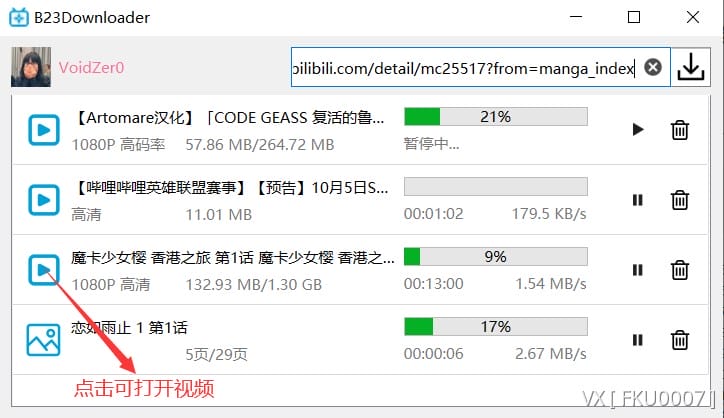 B23Downloader
VoidZer0
bilibili.com/detail/mc25517?from=manga_index
【Artomare汉化】「CODE GEASS 复活的鲁...
21%
1080P 高码率 57.86 MB/264.72 MB
暂停中...
【哔哩哔哩英雄联盟赛事】【预告】10月5日S...
高清 11.01 MB
00:01:02 179.5 KB/s
魔卡少女樱 香港之旅 第1话 魔卡少女樱 香港之...
9%
1080P 高清 132.93 MB/1.30 GB
00:13:00 1.54 MB/s
恋如雨止 1 第1话
17%
5页/29页
00:00:06 2.67 MB/s
点击可打开视频
VX [ FKU0007]